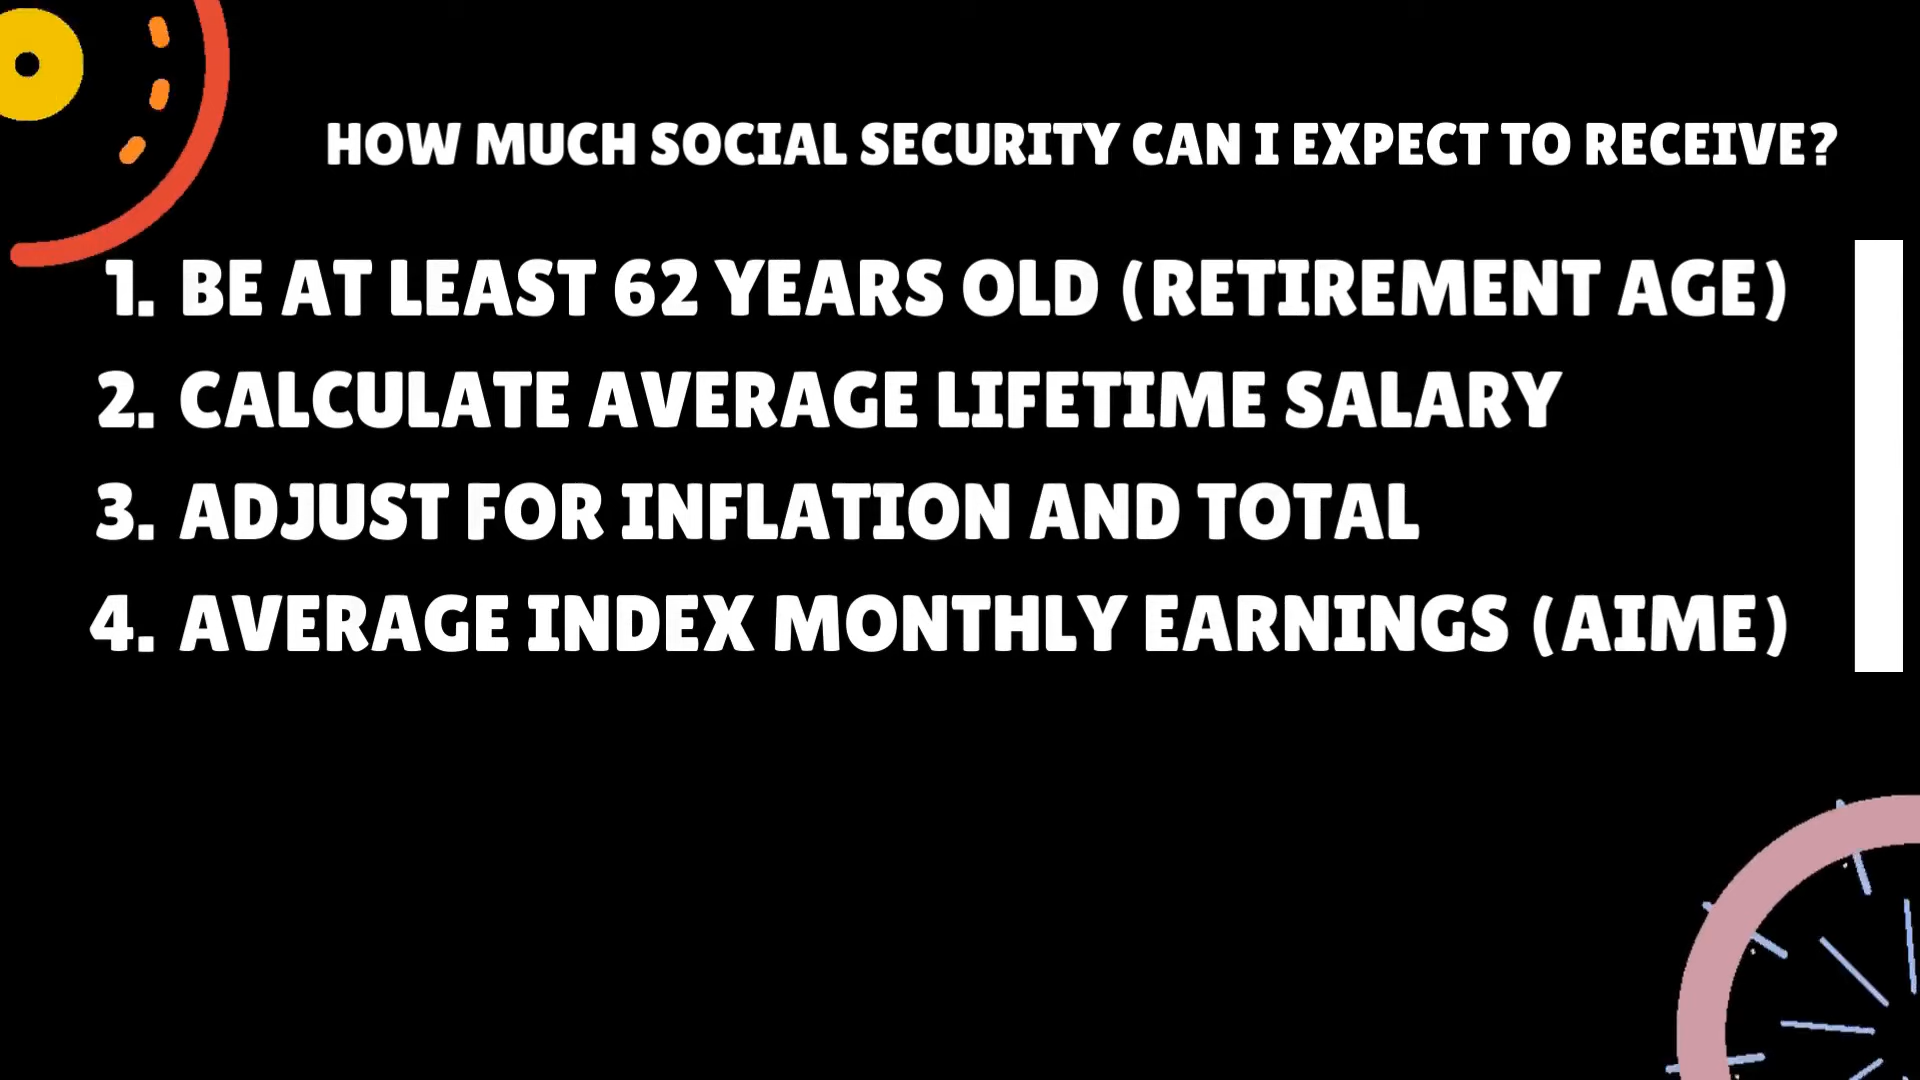 HOW MUCH SOCIAL SECURITY CAN I EXPECT TO RECEIVE?
1. BE AT LEAST 62 YEARS OLD (RETIREMENT AGE)
2. CALCULATE AVERAGE LIFETIME SALARY
3. ADJUST FOR INFLATION AND TOTAL
4. AVERAGE INDEX MONTHLY EARNINGS (AIME)